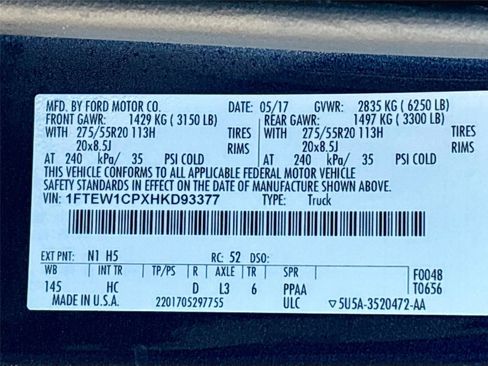 MFD. BY FORD MOTOR CO. DATE: 05/17 GVWR: 2835 KG ( 6250 LB)
FRONT GAWR: 1429 KG ( 3150 LB) REAR GAWR: 1497 KG ( 3300 LB)
WITH 275/55R20 113H TIRES WITH 275/55R20 113H TIRES
20x8.5J RIMS 20x8.5J RIMS
AT 240 kPa/ 35 PSI COLD AT 240 kPa/ 35 PSI COLD
THIS VEHICLE CONFORMS TO ALL APPLICABLE FEDERAL MOTOR VEHICLE
SAFETY STANDARDS IN EFFECT ON THE DATE OF MANUFACTURE SHOWN ABOVE.
VIN: 1FTEW1CPXHKD93377 TYPE: Truck
EXT PNT: N1 H5 RC: 52 DSO:
WB INT TR TP/PS R AXLE TR SPR F0048
145 HC D L3 6 PPAA T0656
MADE IN U.S.A. 2201705297755 ULC ▽5U5A-3520472-AA